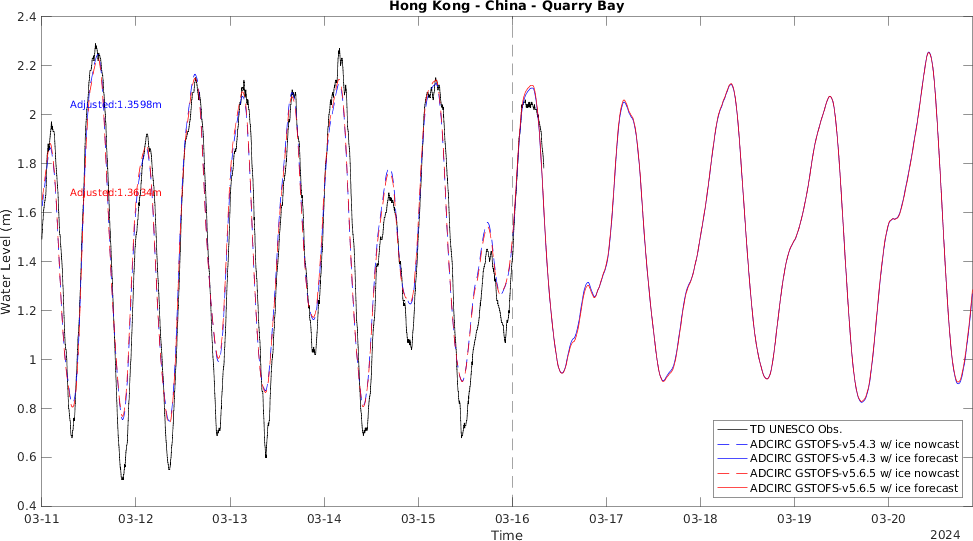 Hong Kong - China - Quarry Bay
2.4
2.2
2
1.8
1.6
1.4
1.2
1
0.8
0.6
0.4
Water Level (m)
Adjusted:1.3598m
Adjusted:1.3634m
TD UNESCO Obs.
ADCIRC GSTOFS-v5.4.3 w/ ice nowcast
ADCIRC GSTOFS-v5.4.3 w/ ice forecast
ADCIRC GSTOFS-v5.6.5 w/ ice nowcast
ADCIRC GSTOFS-v5.6.5 w/ ice forecast
03-11 03-12 03-13 03-14 03-15 03-16 03-17 03-18 03-19 03-20
Time
2024